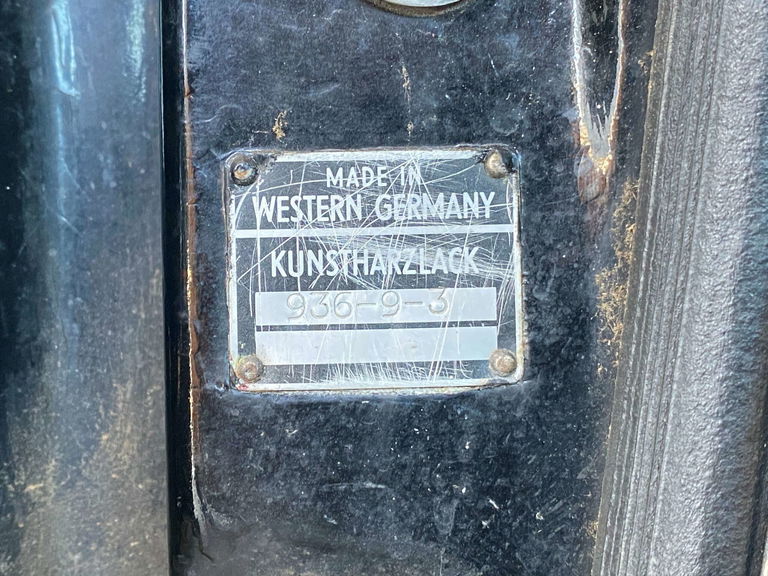 MADE IN
WESTERN GERMANY
KUNSTHARZLACK
936-9-3